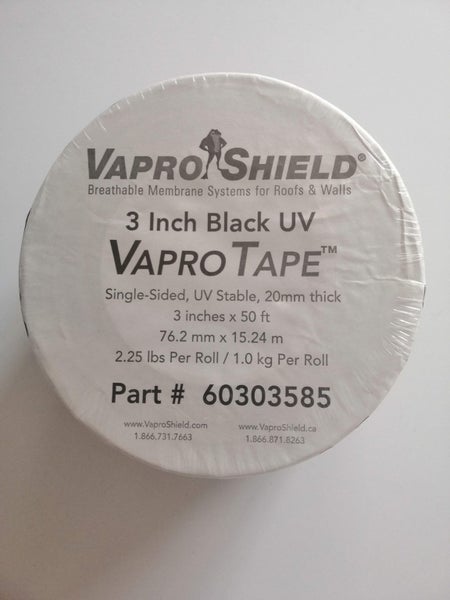 VAPROSHIELD®
Breathable Membrane Systems for Roofs & Walls
3 Inch Black UV
VAPROTAPE™
Single-Sided, UV Stable, 20mm thick
3 inches x 50 ft
76.2 mm x 15.24 m
2.25 lbs Per Roll / 1.0 kg Per Roll
Part # 60303585
www.VaproShield.com www.VaproShield.ca
1.866.731.7663 1.866.871.8263